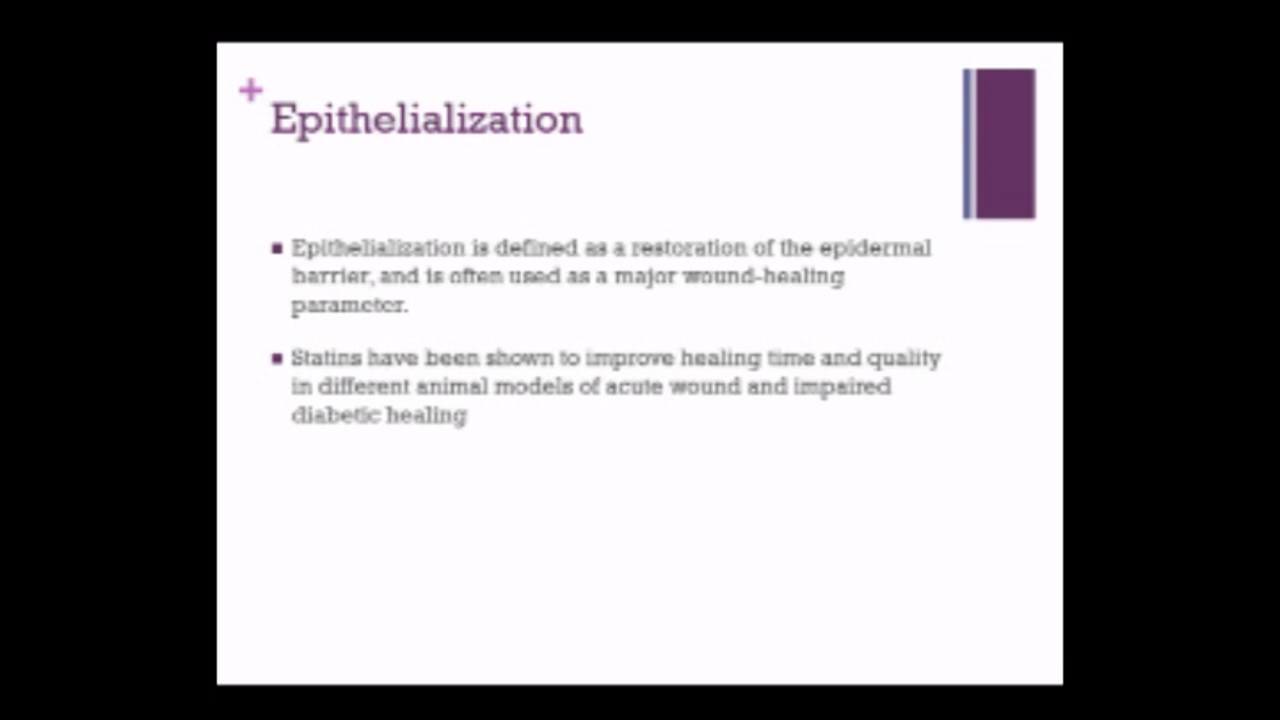 +
Epithelialization
▪ Epithelialization is defined as a restoration of the epidermal
barrier, and is often used as a major wound-healing
parameter.
▪ Statins have been shown to improve healing time and quality
in different animal models of acute wound and impaired
diabetic healing